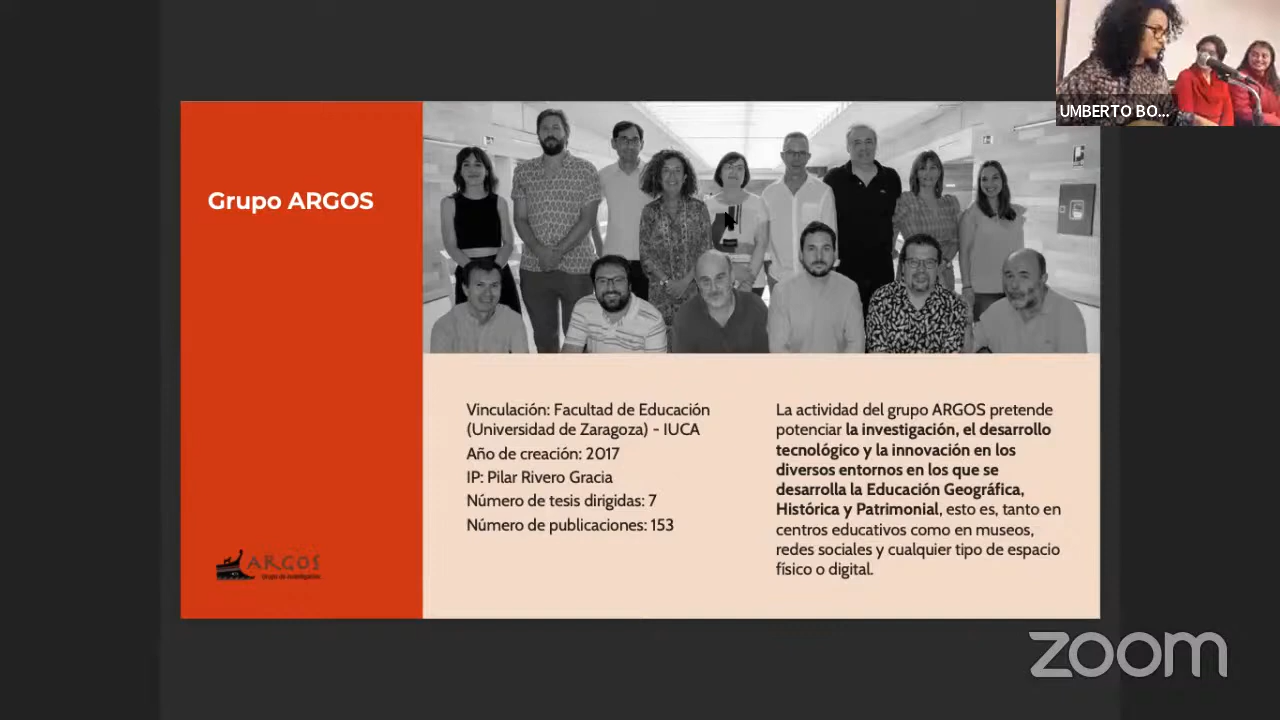 UMBERTO BO...
Grupo ARGOS
Vinculación: Facultad de Educación
(Universidad de Zaragoza) - IUCA
Año de creación: 2017
IP: Pilar Rivero Gracia
Número de tesis dirigidas: 7
Número de publicaciones: 153
La actividad del grupo ARGOS pretende
potenciar la investigación, el desarrollo
tecnológico y la innovación en los
diversos entornos en los que se
desarrolla la Educación Geográfica,
Histórica y Patrimonial, esto es, tanto en
centros educativos como en museos,
redes sociales y cualquier tipo de espacio
físico o digital.
ARGOS
Grupo de investigación
zoom